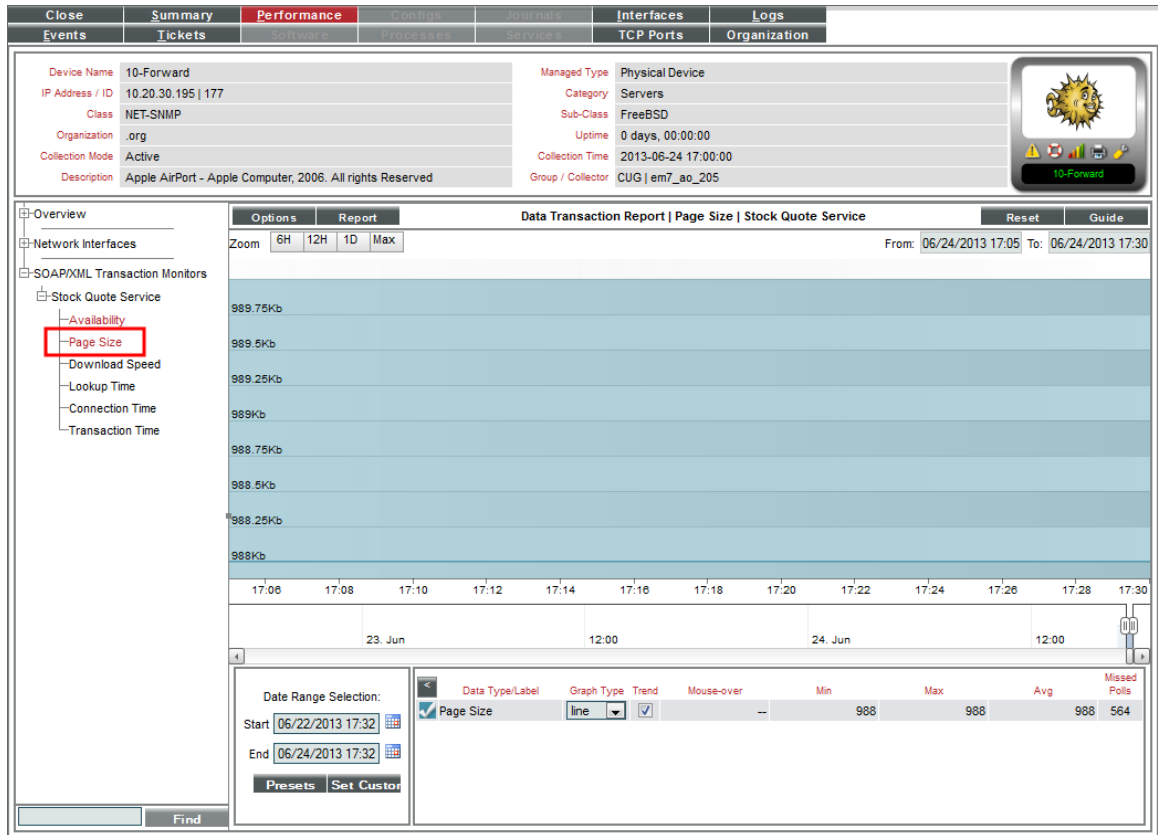 Close Summary Performance Configs Journals Interfaces Logs
Events Tickets Software Processes Services TCP Ports Organization
Device Name 10-Forward Managed Type Physical Device
IP Address / ID 10.20.30.195 | 177 Category Servers
Class NET-SNMP Sub-Class FreeBSD
Organization .org Uptime 0 days, 00:00:00
Collection Mode Active Collection Time 2013-06-24 17:00:00
Description Apple AirPort - Apple Computer, 2006. All rights Reserved Group / Collector CUG | em7_ao_205
10-Forward
Overview
Network Interfaces
SOAP/XML Transaction Monitors
Stock Quote Service
Availability
Page Size
Download Speed
Lookup Time
Connection Time
Transaction Time
Find
Options Report Data Transaction Report | Page Size | Stock Quote Service Reset Guide
Zoom 6H 12H 1D Max From: 06/24/2013 17:05 To: 06/24/2013 17:30
989.75Kb
989.5Kb
989.25Kb
989Kb
988.75Kb
988.5Kb
988.25Kb
988Kb
17:06 17:08 17:10 17:12 17:14 17:16 17:18 17:20 17:22 17:24 17:26 17:28 17:30
23. Jun 12:00 24. Jun 12:00
Date Range Selection:
Start 06/22/2013 17:32
End 06/24/2013 17:32
Presets Set Custor
< Data Type/Label Graph Type Trend Mouse-over Min Max Avg Missed Polls
Page Size line -- 988 988 988 564